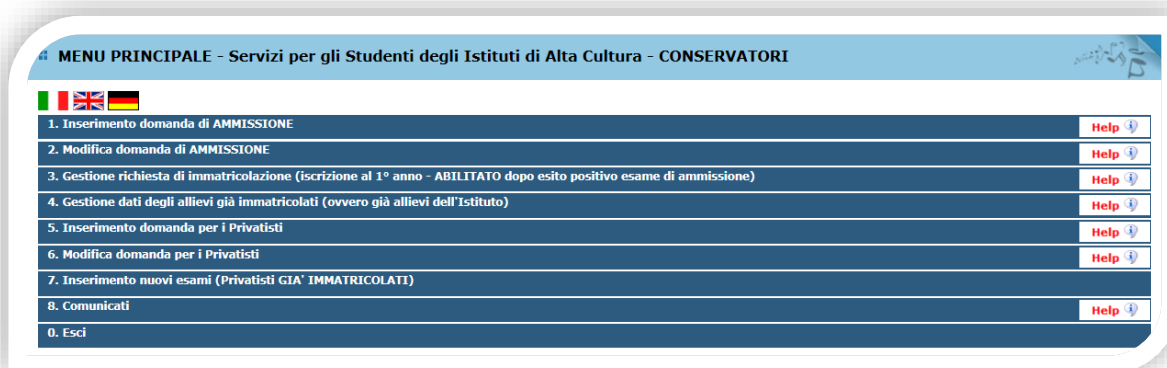 MENU PRINCIPALE - Servizi per gli Studenti degli Istituti di Alta Cultura - CONSERVATORI
1. Inserimento domanda di AMMISSIONE Help
2. Modifica domanda di AMMISSIONE Help
3. Gestione richiesta di immatricolazione (iscrizione al 1° anno - ABILITATO dopo esito positivo esame di ammissione) Help
4. Gestione dati degli allievi già immatricolati (ovvero già allievi dell'Istituto) Help
5. Inserimento domanda per i Privatisti Help
6. Modifica domanda per i Privatisti Help
7. Inserimento nuovi esami (Privatisti GIA' IMMATRICOLATI)
8. Comunicati Help
0. Esci